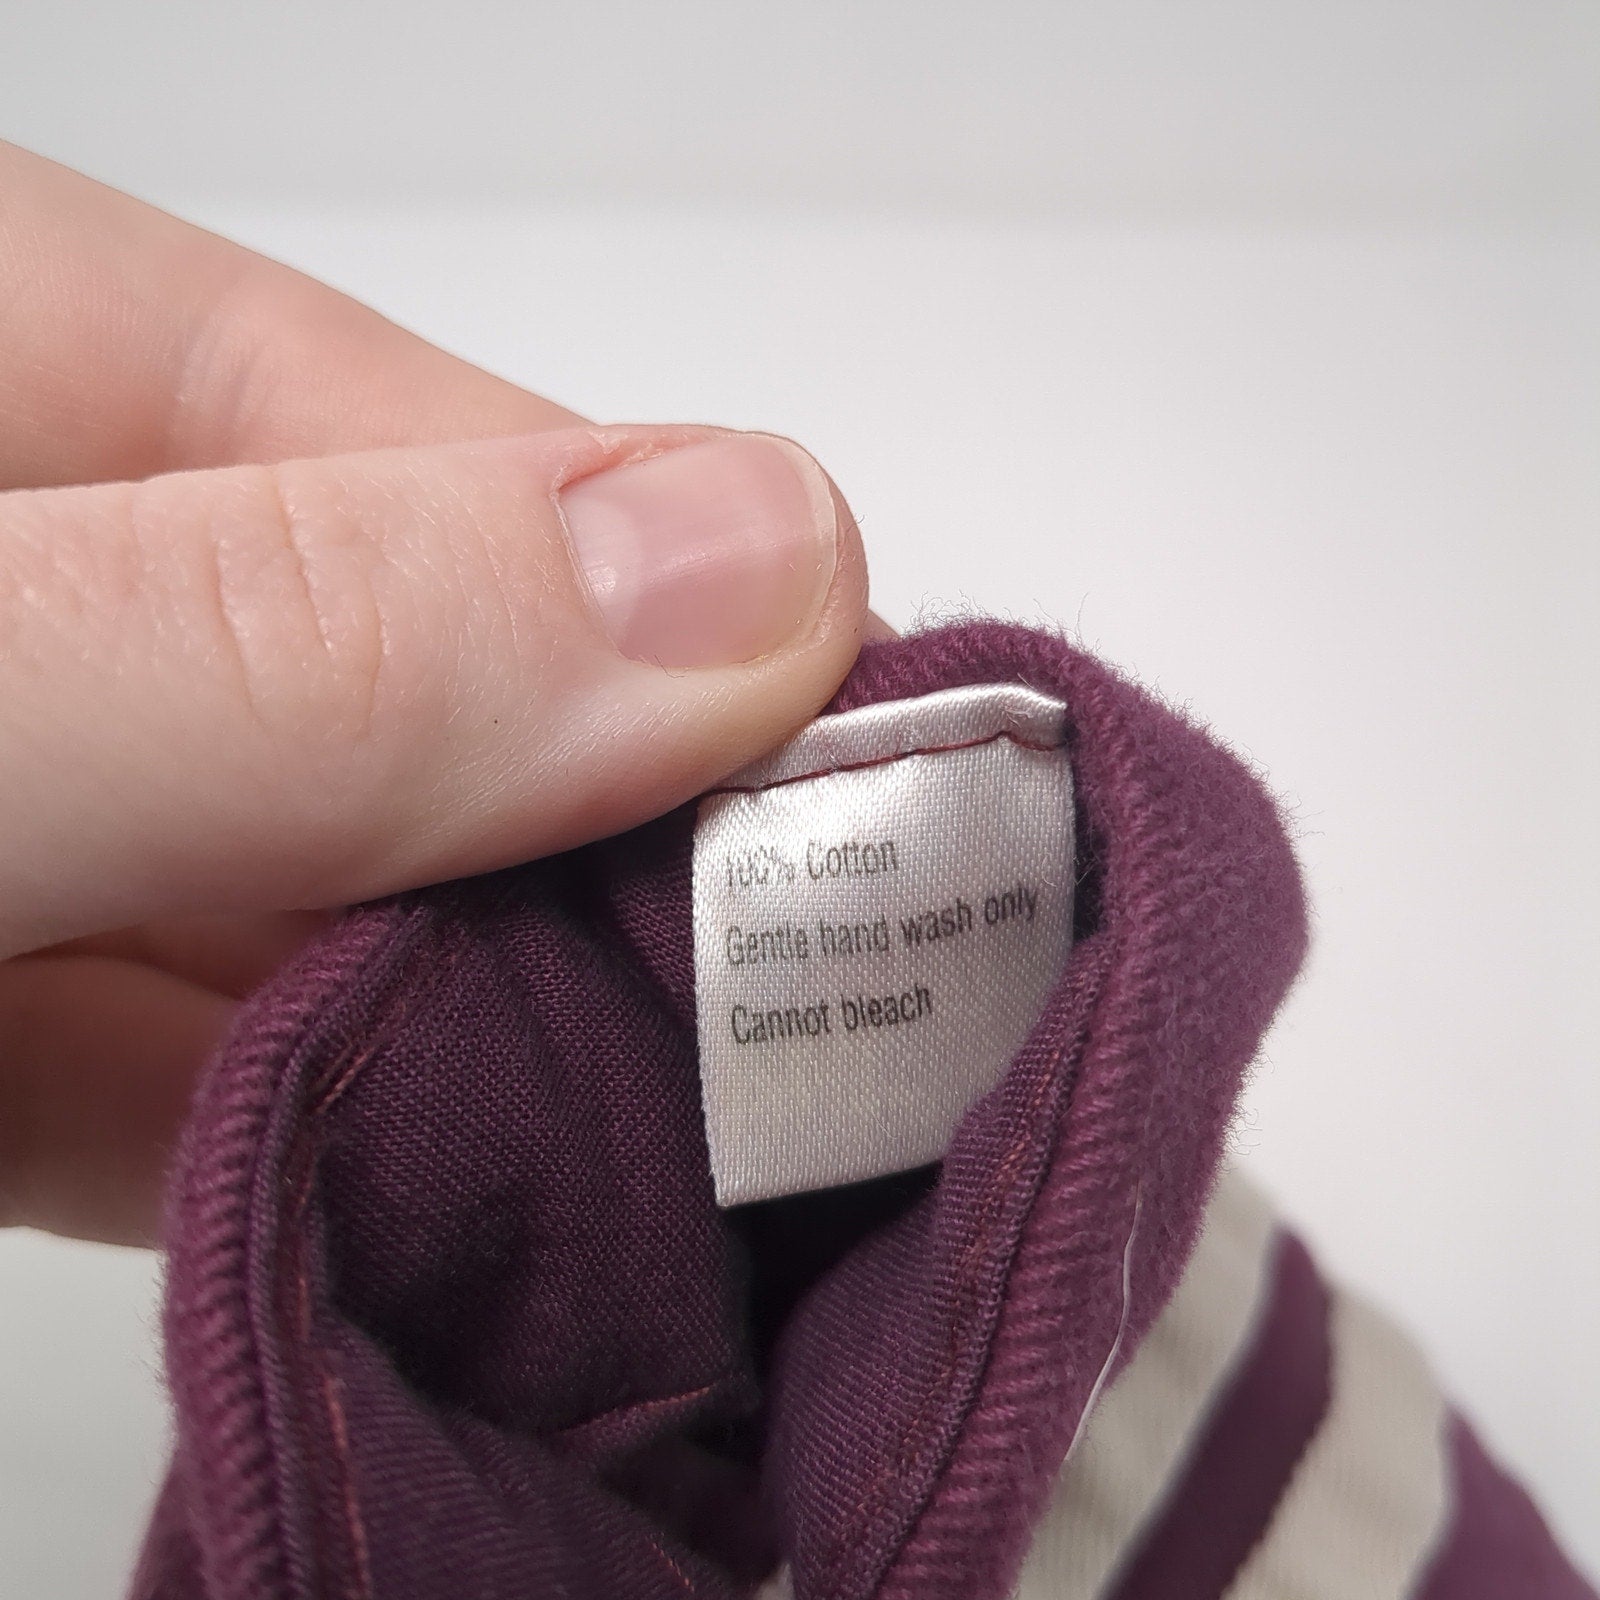 100% Cotton
Gentle hand wash only
Cannot bleach